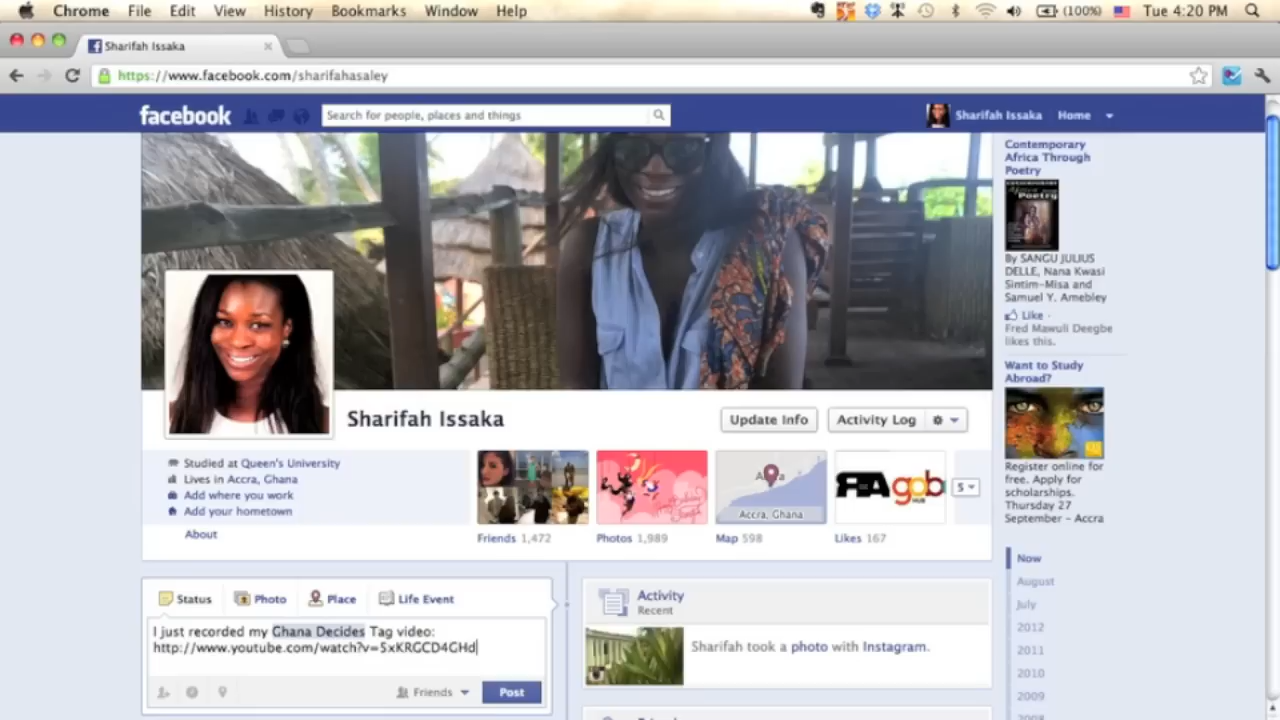 Chrome File Edit View History Bookmarks Window Help (100%) Tue 4:20 PM
Sharifah Issaka
https://www.facebook.com/sharifahasaley
facebook
Search for people, places and things
Sharifah Issaka Home
Contemporary
Africa Through
Poetry
Poetry
By SANGU JULIUS
DELLE, Nana Kwasi
Sintim-Misa and
Samuel Y. Amebley
Like ·
Fred Mawuli Deegbe
likes this.
Want to Study
Abroad?
Register online for
free. Apply for
scholarships.
Thursday 27
September - Accra
Sharifah Issaka
Update Info
Activity Log
Studied at Queen's University
Lives in Accra, Ghana
Add where you work
Add your hometown
About
Accra, Ghana
HUB
5
Friends 1,472
Photos 1,989
Map 598
Likes 167
Now
August
July
2012
2011
2010
2009
2008
Status Photo Place Life Event
I just recorded my Ghana Decides Tag video:
http://www.youtube.com/watch?v=5xKRGCD4GHd
Friends Post
Activity
Recent
Sharifah took a photo with Instagram.